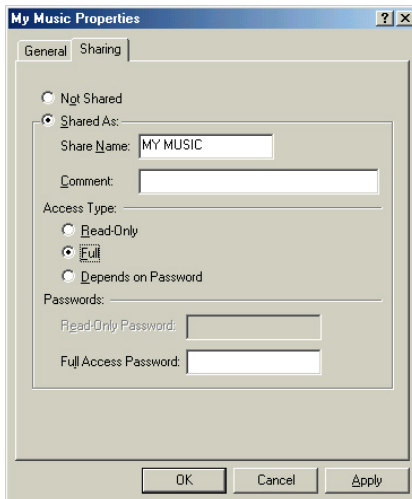 My Music Properties
General Sharing
Not Shared
Shared As:
Share Name: MY MUSIC
Comment:
Access Type:
Read-Only
Full
Depends on Password
Passwords:
Read-Only Password:
Full Access Password:
OK Cancel Apply